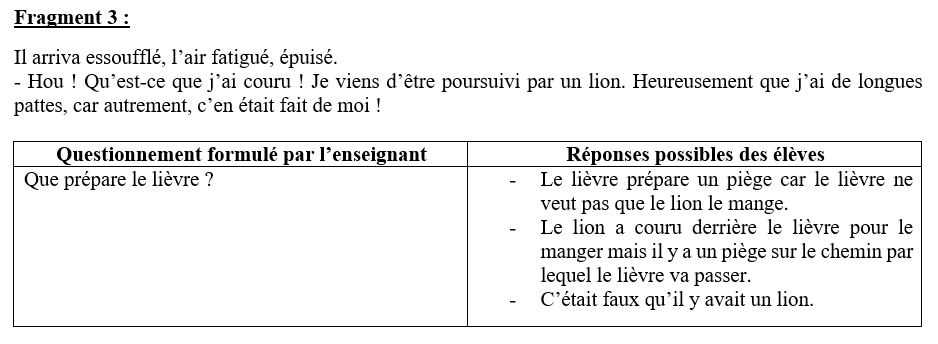 Fragment 3 :
Il arriva essoufflé, l’air fatigué, épuisé.
- Hou ! Qu’est-ce que j’ai couru ! Je viens d’être poursuivi par un lion. Heureusement que j’ai de longues
pattes, car autrement, c’en était fait de moi !
Questionnement formulé par l’enseignant
Réponses possibles des élèves
Que prépare le lièvre ?
- Le lièvre prépare un piège car le lièvre ne
veut pas que le lion le mange.
- Le lion a couru derrière le lièvre pour le
manger mais il y a un piège sur le chemin par
lequel le lièvre va passer.
- C’était faux qu’il y avait un lion.